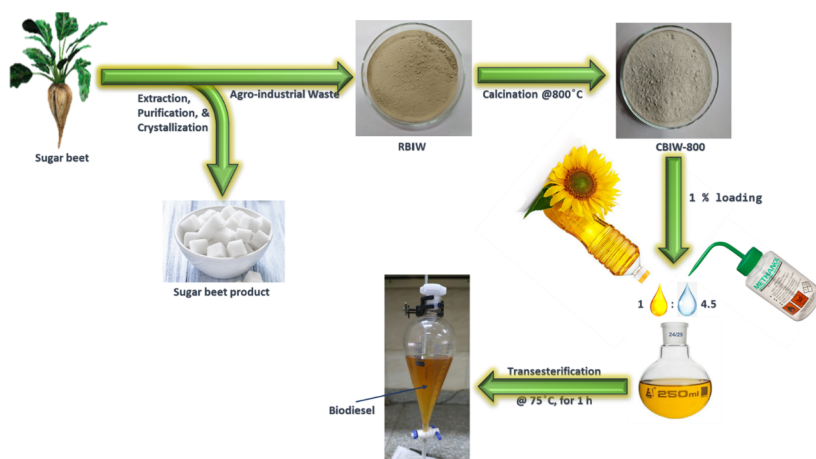 Sugar beet
Extraction,
Purification, &
Crystallization
Agro-industrial Waste
RBIW
Calcination @800°C
CBIW-800
Sugar beet product
1 % loading
METHANOL
1 : 4.5
24/29
250ml
Transesterification
@ 75°C, for 1 h
Biodiesel